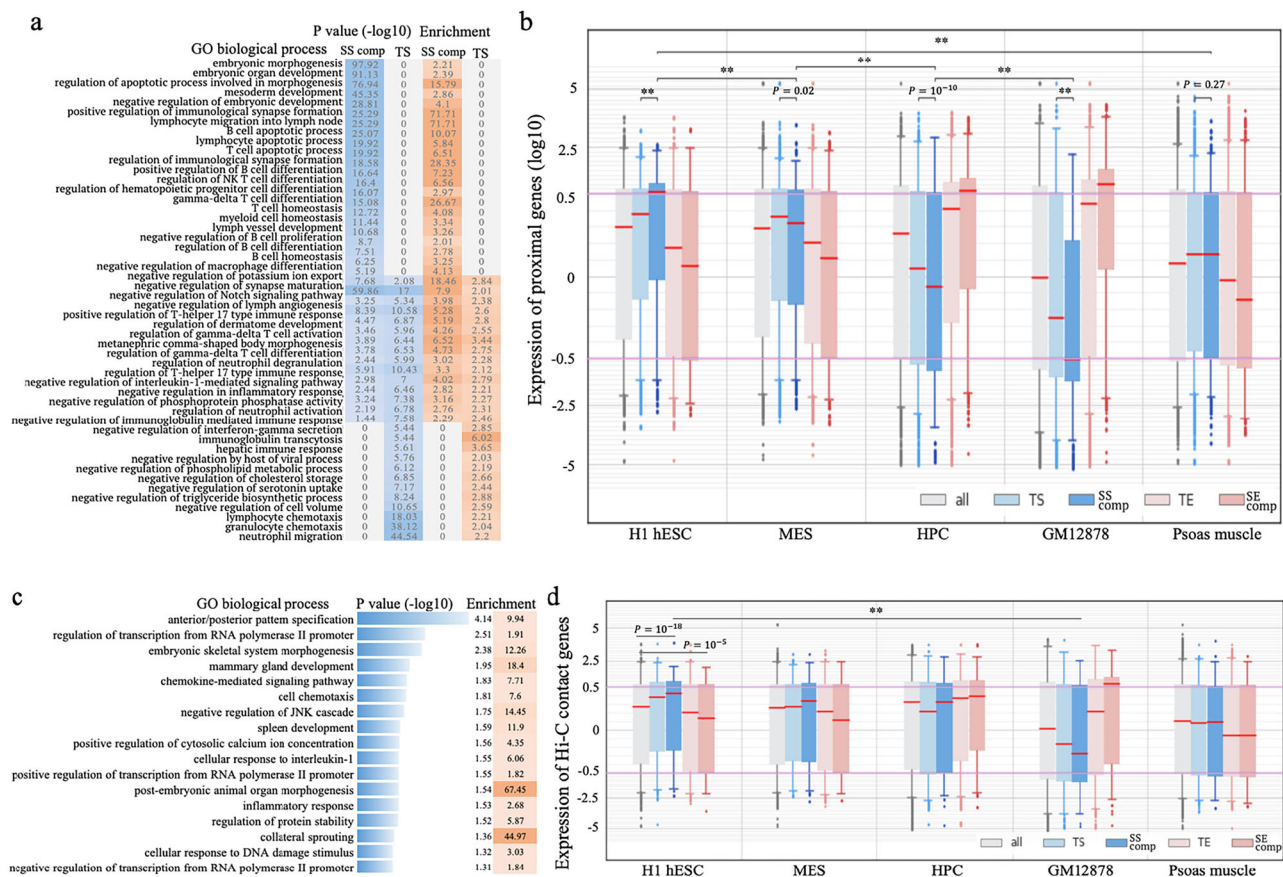 a
P value (-log10) Enrichment
GO biological process SS comp TS SS comp TS
embryonic morphogenesis 97.92 0 2.21 0
embryonic organ development 91.13 0 2.39 0
regulation of apoptotic process involved in morphogenesis 76.94 0 15.79 0
mesoderm development 45.35 0 2.86 0
negative regulation of embryonic development 28.81 0 4.1 0
positive regulation of immunological synapse formation 25.29 0 71.71 0
lymphocyte migration into lymph node 25.29 0 71.71 0
B cell apoptotic process 25.07 0 10.07 0
lymphocyte apoptotic process 19.92 0 5.84 0
T cell apoptotic process 19.92 0 6.51 0
regulation of immunological synapse formation 18.58 0 28.35 0
positive regulation of B cell differentiation 16.64 0 7.23 0
regulation of NK T cell differentiation 16.4 0 6.56 0
regulation of hematopoietic progenitor cell differentiation 16.07 0 2.97 0
gamma-delta T cell differentiation 15.08 0 26.67 0
T cell homeostasis 12.72 0 4.08 0
myeloid cell homeostasis 11.44 0 3.34 0
lymph vessel development 10.68 0 3.26 0
negative regulation of B cell proliferation 8.7 0 2.01 0
regulation of B cell differentiation 7.51 0 2.78 0
B cell homeostasis 6.25 0 3.25 0
negative regulation of macrophage differentiation 5.19 0 4.13 0
negative regulation of potassium ion export
negative regulation of synapse maturation 7.68 2.08 18.46 2.84
negative regulation of Notch signaling pathway 59.86 17 7.9 2.01
negative regulation of lymph angiogenesis 3.25 5.34 3.98 2.38
positive regulation of T-helper 17 type immune response 8.39 10.58 5.28 2.6
regulation of dermatome development 4.47 6.87 5.19 2.8
regulation of gamma-delta T cell activation 3.46 5.96 4.26 2.55
metanephric comma-shaped body morphogenesis 3.89 6.44 6.52 3.44
regulation of gamma-delta T cell differentiation 3.78 6.53 4.73 2.75
regulation of neutrophil degranulation 2.44 5.99 3.02 2.28
regulation of T-helper 17 type immune response 5.91 10.43 3.3 2.12
negative regulation of interleukin-1-mediated signaling pathway 2.98 7 4.02 2.79
negative regulation in inflammatory response 2.44 6.46 2.82 2.21
negative regulation of phosphoprotein phosphatase activity 3.24 7.38 3.16 2.27
regulation of neutrophil activation 2.19 6.78 2.76 2.31
negative regulation of immunoglobulin mediated immune response 1.44 7.58 2.29 2.46
negative regulation of interferon-gamma secretion 0 5.44 0 2.85
immunoglobulin transcytosis 0 5.44 0 6.02
hepatic immune response 0 5.61 0 3.65
negative regulation by host of viral process 0 5.76 0 2.03
negative regulation of phospholipid metabolic process 0 6.12 0 2.19
negative regulation of cholesterol storage 0 6.85 0 2.66
negative regulation of serotonin uptake 0 7.17 0 2.44
negative regulation of triglyceride biosynthetic process 0 8.24 0 2.88
negative regulation of cell volume 0 10.65 0 2.59
lymphocyte chemotaxis 0 18.03 0 2.21
granulocyte chemotaxis 0 38.12 0 2.04
neutrophil migration 0 44.54 0 2.2
b
Expression of proximal genes (log10)
5
2.5
0.5
0
-0.5
-2.5
-5
**
** ** **
** P = 0.02 P = 10⁻¹⁰ ** P = 0.27
all TS SS comp TE SE comp
H1 hESC MES HPC GM12878 Psoas muscle
c
GO biological process P value (-log10) Enrichment
anterior/posterior pattem specification 4.14 9.94
regulation of transcription from RNA polymerase II promoter 2.51 1.91
embryonic skeletal system morphogenesis 2.38 12.26
mammary gland development 1.95 18.4
chemokine-mediated signaling pathway 1.83 7.71
cell chemotaxis 1.81 7.6
negative regulation of JNK cascade 1.75 14.45
spleen development 1.59 11.9
positive regulation of cytosolic calcium ion concentration 1.56 4.35
cellular response to interleukin-1 1.55 6.06
positive regulation of transcription from RNA polymerase II promoter 1.55 1.82
post-embryonic animal organ morphogenesis 1.54 67.45
inflammatory response 1.53 2.68
regulation of protein stability 1.52 5.87
collateral sprouting 1.36 44.97
cellular response to DNA damage stimulus 1.32 3.03
negative regulation of transcription from RNA polymerase II promoter 1.31 1.84
d
Expression of Hi-C contact genes
5
2.5
0.5
0
-0.5
-2.5
-5
**
P = 10⁻¹⁸
P = 10⁻⁵
all TS SS comp TE SE comp
H1 hESC MES HPC GM12878 Psoas muscle